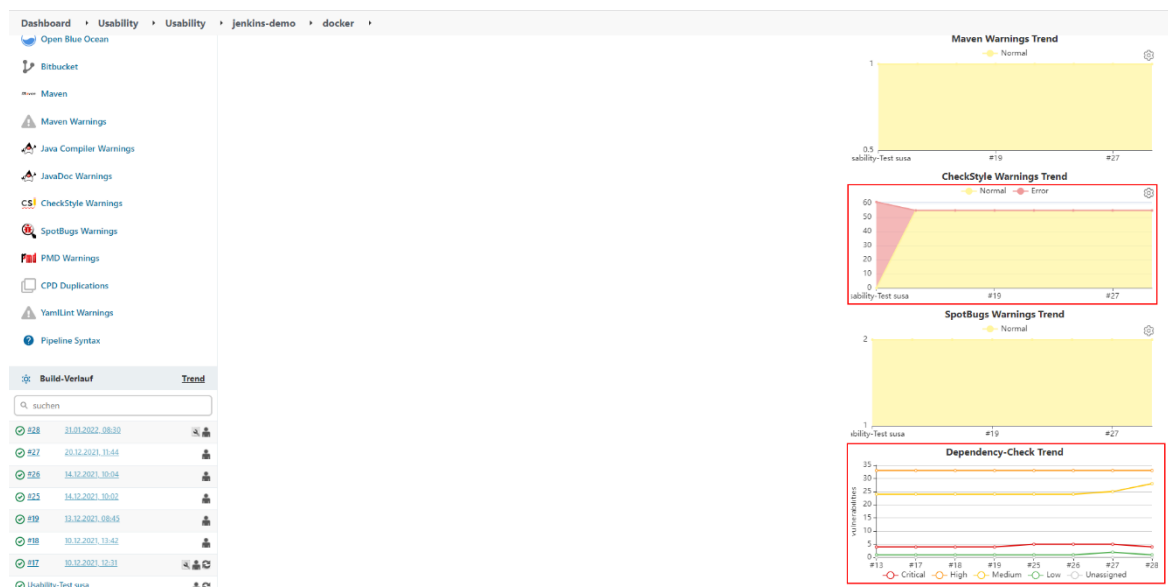 Dashboard Usability Usability jenkins-demo docker
Open Blue Ocean
Bitbucket
Maven
Maven Warnings
Java Compiler Warnings
JavaDoc Warnings
CS CheckStyle Warnings
SpotBugs Warnings
PMD Warnings
CPD Duplications
YamlLint Warnings
Pipeline Syntax
Build-Verlauf Trend
suchen
#28 31.01.2022, 08:30
#27 20.12.2021, 11:44
#26 14.12.2021, 10:04
#25 14.12.2021, 10:02
#19 13.12.2021, 08:45
#18 10.12.2021, 13:42
#17 10.12.2021, 12:31
Usability-Test susa
Maven Warnings Trend
Normal
1
0.5
sability-Test susa #19 #27
CheckStyle Warnings Trend
Normal Error
60
50
40
30
20
10
0
sability-Test susa #19 #27
SpotBugs Warnings Trend
Normal
2
1
bility-Test susa #19 #27
Dependency-Check Trend
vulnerabilities
35
30
25
20
15
10
5
0
#13 #17 #18 #19 #25 #26 #27 #28
Critical High Medium Low Unassigned